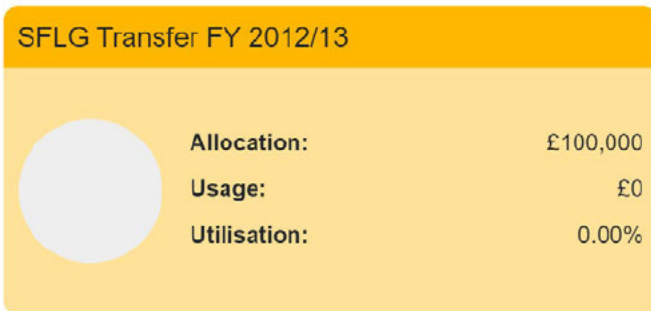 SFLG Transfer FY 2012/13
Allocation: £100,000
Usage: £0
Utilisation: 0.00%